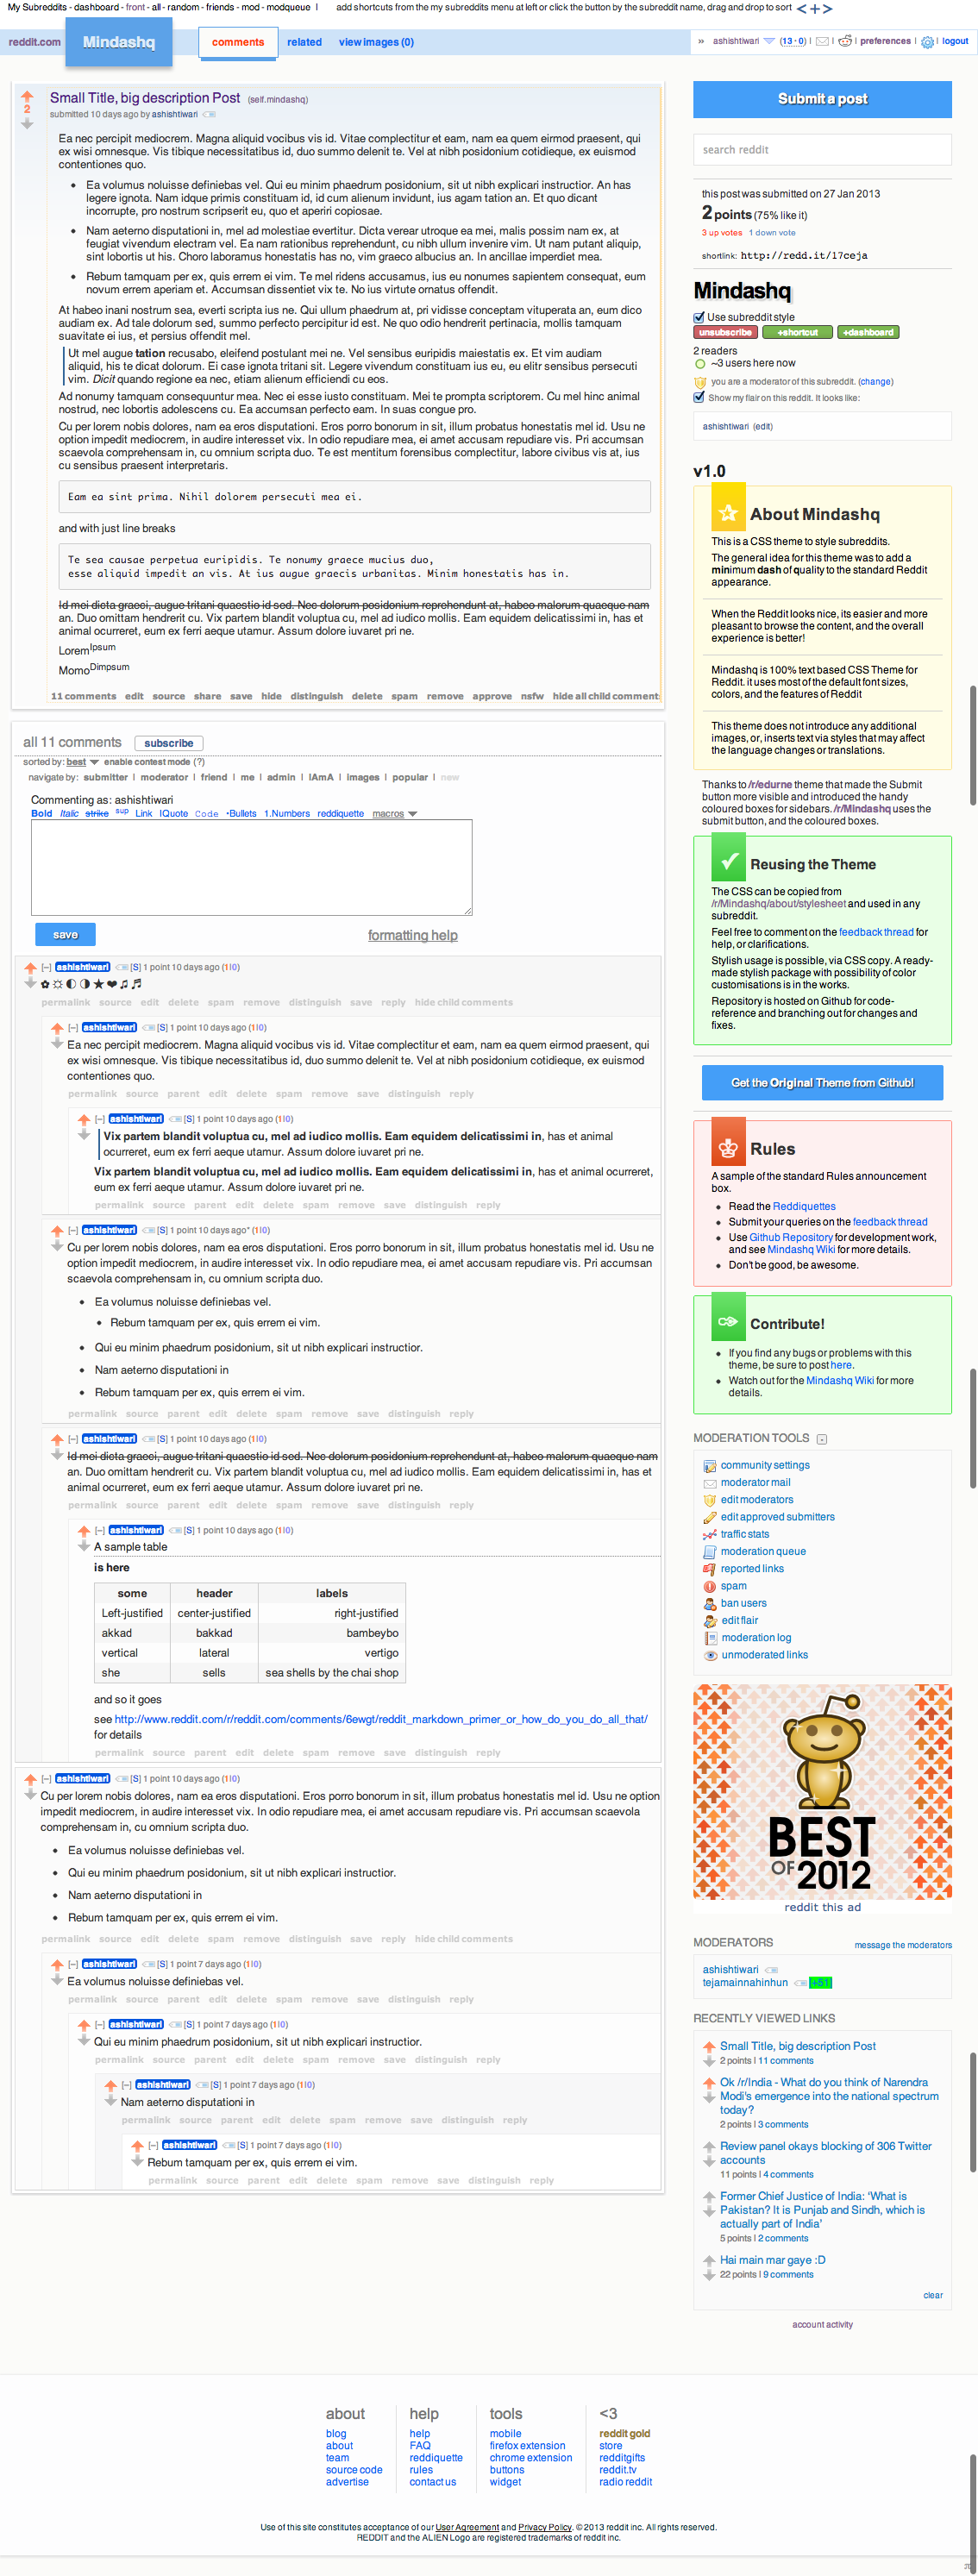 My Subreddits - dashboard - front - all - random - friends - mod - modqueue | add shortcuts from the my subreddits menu at left or click the button by the subreddit name, drag and drop to sort < + >
reddit.com Mindashq comments related view images (0) » ashishtiwari (13 · 0) | | | preferences | | logout
2
Small Title, big description Post (self.mindashq)
submitted 10 days ago by ashishtiwari
Ea nec percipit mediocrem. Magna aliquid vocibus vis id. Vitae complectitur et eam, nam ea quem eirmod praesent, qui
ex wisi omnesque. Vis tibique necessitatibus id, duo summo delenit te. Vel at nibh posidonium cotidieque, ex euismod
contentiones quo.
• Ea volumus noluisse definiebas vel. Qui eu minim phaedrum posidonium, sit ut nibh explicari instructior. An has
legere ignota. Nam idque primis constituam id, id cum alienum invidunt, ius agam tation an. Et quo dicant
incorrupte, pro nostrum scripserit eu, quo et aperiri copiosae.
• Nam aeterno disputationi in, mel ad molestiae evertitur. Dicta verear utroque ea mei, malis possim nam ex, at
feugiat vivendum electram vel. Ea nam rationibus reprehendunt, cu nibh ullum invenire vim. Ut nam putant aliquip,
sint lobortis ut his. Choro laboramus honestatis has no, vim graeco albucius an. In ancillae imperdiet mea.
• Rebum tamquam per ex, quis errem ei vim. Te mel ridens accusamus, ius eu nonumes sapientem consequat, eum
novum errem aperiam et. Accumsan dissentiet vix te. No ius virtute ornatus offendit.
At habeo inani nostrum sea, everti scripta ius ne. Qui ullum phaedrum at, pri vidisse conceptam vituperata an, eum dico
audiam ex. Ad tale dolorum sed, summo perfecto percipitur id est. Ne quo odio hendrerit pertinacia, mollis tamquam
suavitate ei ius, et persius offendit mel.
Ut mel augue tation recusabo, eleifend postulant mei ne. Vel sensibus euripidis maiestatis ex. Et vim audiam
aliquid, his te dicat dolorum. Ei case ignota tritani sit. Legere vivendum constituam ius eu, eu elitr sensibus persecuti
vim. Dicit quando regione ea nec, etiam alienum efficiendi cu eos.
Ad nonumy tamquam consequuntur mea. Nec ei esse iusto constituam. Mei te prompta scriptorem. Cu mel hinc animal
nostrud, nec lobortis adolescens cu. Ea accumsan perfecto eam. In suas congue pro.
Cu per lorem nobis dolores, nam ea eros disputationi. Eros porro bonorum in sit, illum probatus honestatis mel id. Usu ne
option impedit mediocrem, in audire interesset vix. In odio repudiare mea, ei amet accusam repudiare vis. Pri accumsan
scaevola comprehensam in, cu omnium scripta duo. Te est mentitum forensibus complectitur, labore civibus vis at, ius
cu sensibus praesent interpretaris.
Eam ea sint prima. Nihil dolorem persecuti mea ei.
and with just line breaks
Te sea causae perpetua euripidis. Te nonumy graece mucius duo,
esse aliquid impedit an vis. At ius augue graecis urbanitas. Minim honestatis has in.
Id mei dicta graeci, augue tritani quaestio id sed. Nec dolorum posidonium reprehendunt at, habeo malorum quaeque nam
an. Duo omittam hendrerit cu. Vix partem blandit voluptua cu, mel ad iudico mollis. Eam equidem delicatissimi in, has et
animal ocurreret, eum ex ferri aeque utamur. Assum dolore iuvaret pri ne.
Lorem Ipsum
Momo Dimpsum
11 comments edit source share save hide distinguish delete spam remove approve nsfw hide all child comment
all 11 comments subscribe
sorted by: best enable contest mode (?)
navigate by: submitter | moderator | friend | me | admin | IAmA | images | popular | new
Commenting as: ashishtiwari
Bold Italic strike sup Link |Quote Code •Bullets 1.Numbers reddiquette macros
save formatting help
[–] ashishtiwari [S] 1 point 10 days ago (1|0)
✿ ☼ ◐ ◑ ★ ❤ ♫ ♬
permalink source edit delete spam remove distinguish save reply hide child comments
[–] ashishtiwari [S] 1 point 10 days ago (1|0)
Ea nec percipit mediocrem. Magna aliquid vocibus vis id. Vitae complectitur et eam, nam ea quem eirmod praesent, qui
ex wisi omnesque. Vis tibique necessitatibus id, duo summo delenit te. Vel at nibh posidonium cotidieque, ex euismod
contentiones quo.
permalink source parent edit delete spam remove save distinguish reply
[–] ashishtiwari [S] 1 point 10 days ago (1|0)
Vix partem blandit voluptua cu, mel ad iudico mollis. Eam equidem delicatissimi in, has et animal
ocurreret, eum ex ferri aeque utamur. Assum dolore iuvaret pri ne.
Vix partem blandit voluptua cu, mel ad iudico mollis. Eam equidem delicatissimi in, has et animal ocurreret,
eum ex ferri aeque utamur. Assum dolore iuvaret pri ne.
permalink source parent edit delete spam remove save distinguish reply
[–] ashishtiwari [S] 1 point 10 days ago* (1|0)
Cu per lorem nobis dolores, nam ea eros disputationi. Eros porro bonorum in sit, illum probatus honestatis mel id. Usu ne
option impedit mediocrem, in audire interesset vix. In odio repudiare mea, ei amet accusam repudiare vis. Pri accumsan
scaevola comprehensam in, cu omnium scripta duo.
• Ea volumus noluisse definiebas vel.
• Rebum tamquam per ex, quis errem ei vim.
• Qui eu minim phaedrum posidonium, sit ut nibh explicari instructior.
• Nam aeterno disputationi in
• Rebum tamquam per ex, quis errem ei vim.
permalink source parent edit delete spam remove save distinguish reply
[–] ashishtiwari [S] 1 point 10 days ago (1|0)
Id mei dicta graeci, augue tritani quaestio id sed. Nec dolorum posidonium reprehendunt at, habeo malorum quaeque nam
an. Duo omittam hendrerit cu. Vix partem blandit voluptua cu, mel ad iudico mollis. Eam equidem delicatissimi in, has et
animal ocurreret, eum ex ferri aeque utamur. Assum dolore iuvaret pri ne.
permalink source parent edit delete spam remove save distinguish reply
[–] ashishtiwari [S] 1 point 10 days ago (1|0)
A sample table
is here
some header labels
Left-justified center-justified right-justified
akkad bakkad bambeybo
vertical lateral vertigo
she sells sea shells by the chai shop
and so it goes
see http://www.reddit.com/r/reddit.com/comments/6ewgt/reddit_markdown_primer_or_how_do_you_do_all_that/
for details
permalink source parent edit delete spam remove save distinguish reply
[–] ashishtiwari [S] 1 point 10 days ago (1|0)
Cu per lorem nobis dolores, nam ea eros disputationi. Eros porro bonorum in sit, illum probatus honestatis mel id. Usu ne option
impedit mediocrem, in audire interesset vix. In odio repudiare mea, ei amet accusam repudiare vis. Pri accumsan scaevola
comprehensam in, cu omnium scripta duo.
• Ea volumus noluisse definiebas vel.
• Qui eu minim phaedrum posidonium, sit ut nibh explicari instructior.
• Nam aeterno disputationi in
• Rebum tamquam per ex, quis errem ei vim.
permalink source edit delete spam remove distinguish save reply hide child comments
[–] ashishtiwari [S] 1 point 7 days ago (1|0)
Ea volumus noluisse definiebas vel.
permalink source parent edit delete spam remove save distinguish reply
[–] ashishtiwari [S] 1 point 7 days ago (1|0)
Qui eu minim phaedrum posidonium, sit ut nibh explicari instructior.
permalink source parent edit delete spam remove save distinguish reply
[–] ashishtiwari [S] 1 point 7 days ago (1|0)
Nam aeterno disputationi in
permalink source parent edit delete spam remove save distinguish reply
[–] ashishtiwari [S] 1 point 7 days ago (1|0)
Rebum tamquam per ex, quis errem ei vim.
permalink source parent edit delete spam remove save distinguish reply
Submit a post
search reddit
this post was submitted on 27 Jan 2013
2 points (75% like it)
3 up votes 1 down vote
shortlink: http://redd.it/17ceja
Mindashq
Use subreddit style
unsubscribe +shortcut +dashboard
2 readers
~3 users here now
you are a moderator of this subreddit. (change)
Show my flair on this reddit. It looks like:
ashishtiwari (edit)
v1.0
About Mindashq
This is a CSS theme to style subreddits.
The general idea for this theme was to add a
minimum dash of quality to the standard Reddit
appearance.
When the Reddit looks nice, its easier and more
pleasant to browse the content, and the overall
experience is better!
Mindashq is 100% text based CSS Theme for
Reddit. it uses most of the default font sizes,
colors, and the features of Reddit
This theme does not introduce any additional
images, or, inserts text via styles that may affect
the language changes or translations.
Thanks to /r/edurne theme that made the Submit
button more visible and introduced the handy
coloured boxes for sidebars. /r/Mindashq uses the
submit button, and the coloured boxes.
Reusing the Theme
The CSS can be copied from
/r/Mindashq/about/stylesheet and used in any
subreddit.
Feel free to comment on the feedback thread for
help, or clarifications.
Stylish usage is possible, via CSS copy. A ready-
made stylish package with possibility of color
customisations is in the works.
Repository is hosted on Github for code-
reference and branching out for changes and
fixes.
Get the Original Theme from Github!
Rules
A sample of the standard Rules announcement
box.
• Read the Reddiquettes
• Submit your queries on the feedback thread
• Use Github Repository for development work,
and see Mindashq Wiki for more details.
• Don't be good, be awesome.
Contribute!
• If you find any bugs or problems with this
theme, be sure to post here.
• Watch out for the Mindashq Wiki for more
details.
MODERATION TOOLS
community settings
moderator mail
edit moderators
edit approved submitters
traffic stats
moderation queue
reported links
spam
ban users
edit flair
moderation log
unmoderated links
BEST
OF 2012
reddit this ad
MODERATORS message the moderators
ashishtiwari
tejamainnahinhun [+81]
RECENTLY VIEWED LINKS
Small Title, big description Post
2 points | 11 comments
Ok /r/India - What do you think of Narendra
Modi's emergence into the national spectrum
today?
2 points | 3 comments
Review panel okays blocking of 306 Twitter
accounts
11 points | 4 comments
Former Chief Justice of India: ‘What is
Pakistan? It is Punjab and Sindh, which is
actually part of India’
5 points | 2 comments
Hai main mar gaye :D
22 points | 9 comments
clear
account activity
about help tools <3
blog help mobile reddit gold
about FAQ firefox extension store
team reddiquette chrome extension redditgifts
source code rules buttons reddit.tv
advertise contact us widget radio reddit
Use of this site constitutes acceptance of our User Agreement and Privacy Policy. © 2013 reddit inc. All rights reserved.
REDDIT and the ALIEN Logo are registered trademarks of reddit inc.
π